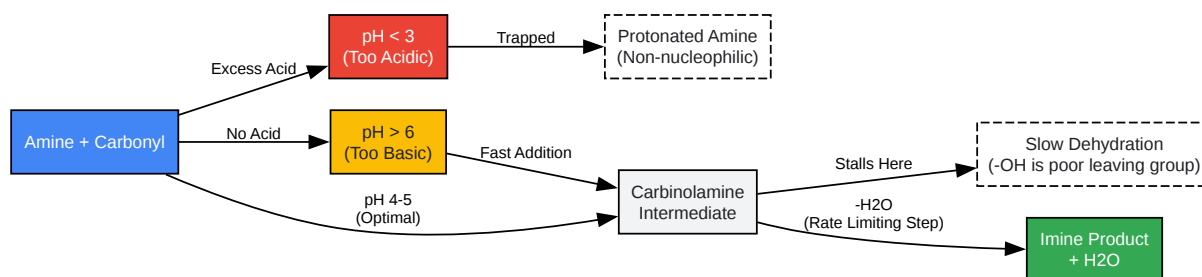 Amine + Carbonyl
Excess Acid
pH < 3
(Too Acidic)
Trapped
Protonated Amine
(Non-nucleophilic)
No Acid
pH > 6
(Too Basic)
Fast Addition
pH 4-5
(Optimal)
Carbinolamine
Intermediate
Stalls Here
Slow Dehydration
(-OH is poor leaving group)
-H2O
(Rate Limiting Step)
Imine Product
+ H2O